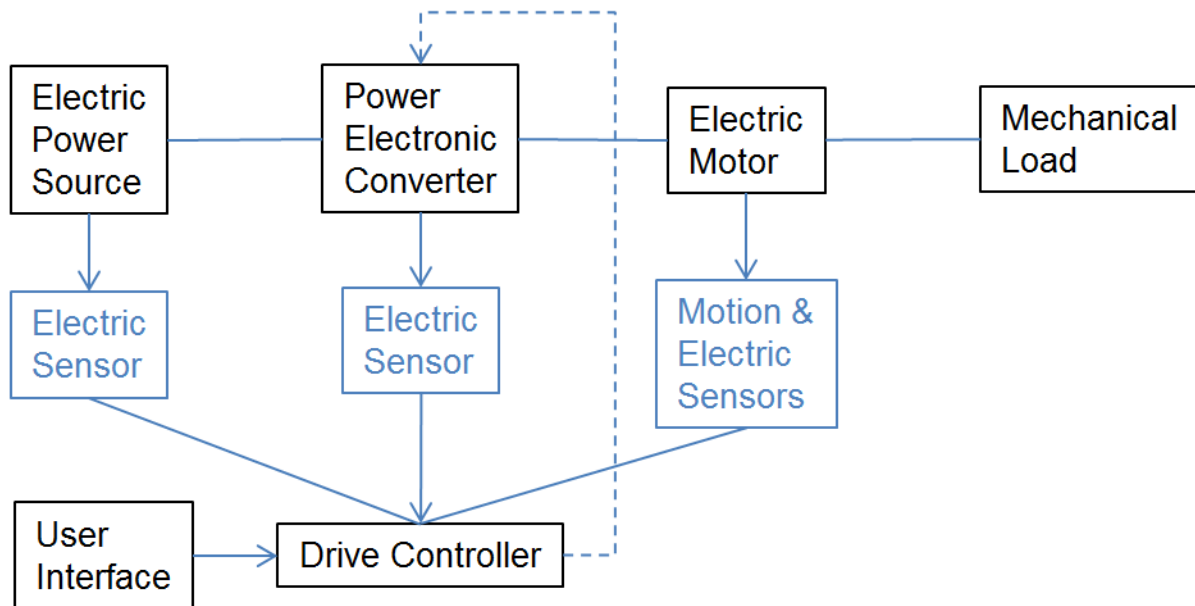 Electric
Power
Source
Power
Electronic
Converter
Electric
Motor
Mechanical
Load
Electric
Sensor
Electric
Sensor
Motion &
Electric
Sensors
User
Interface
Drive Controller